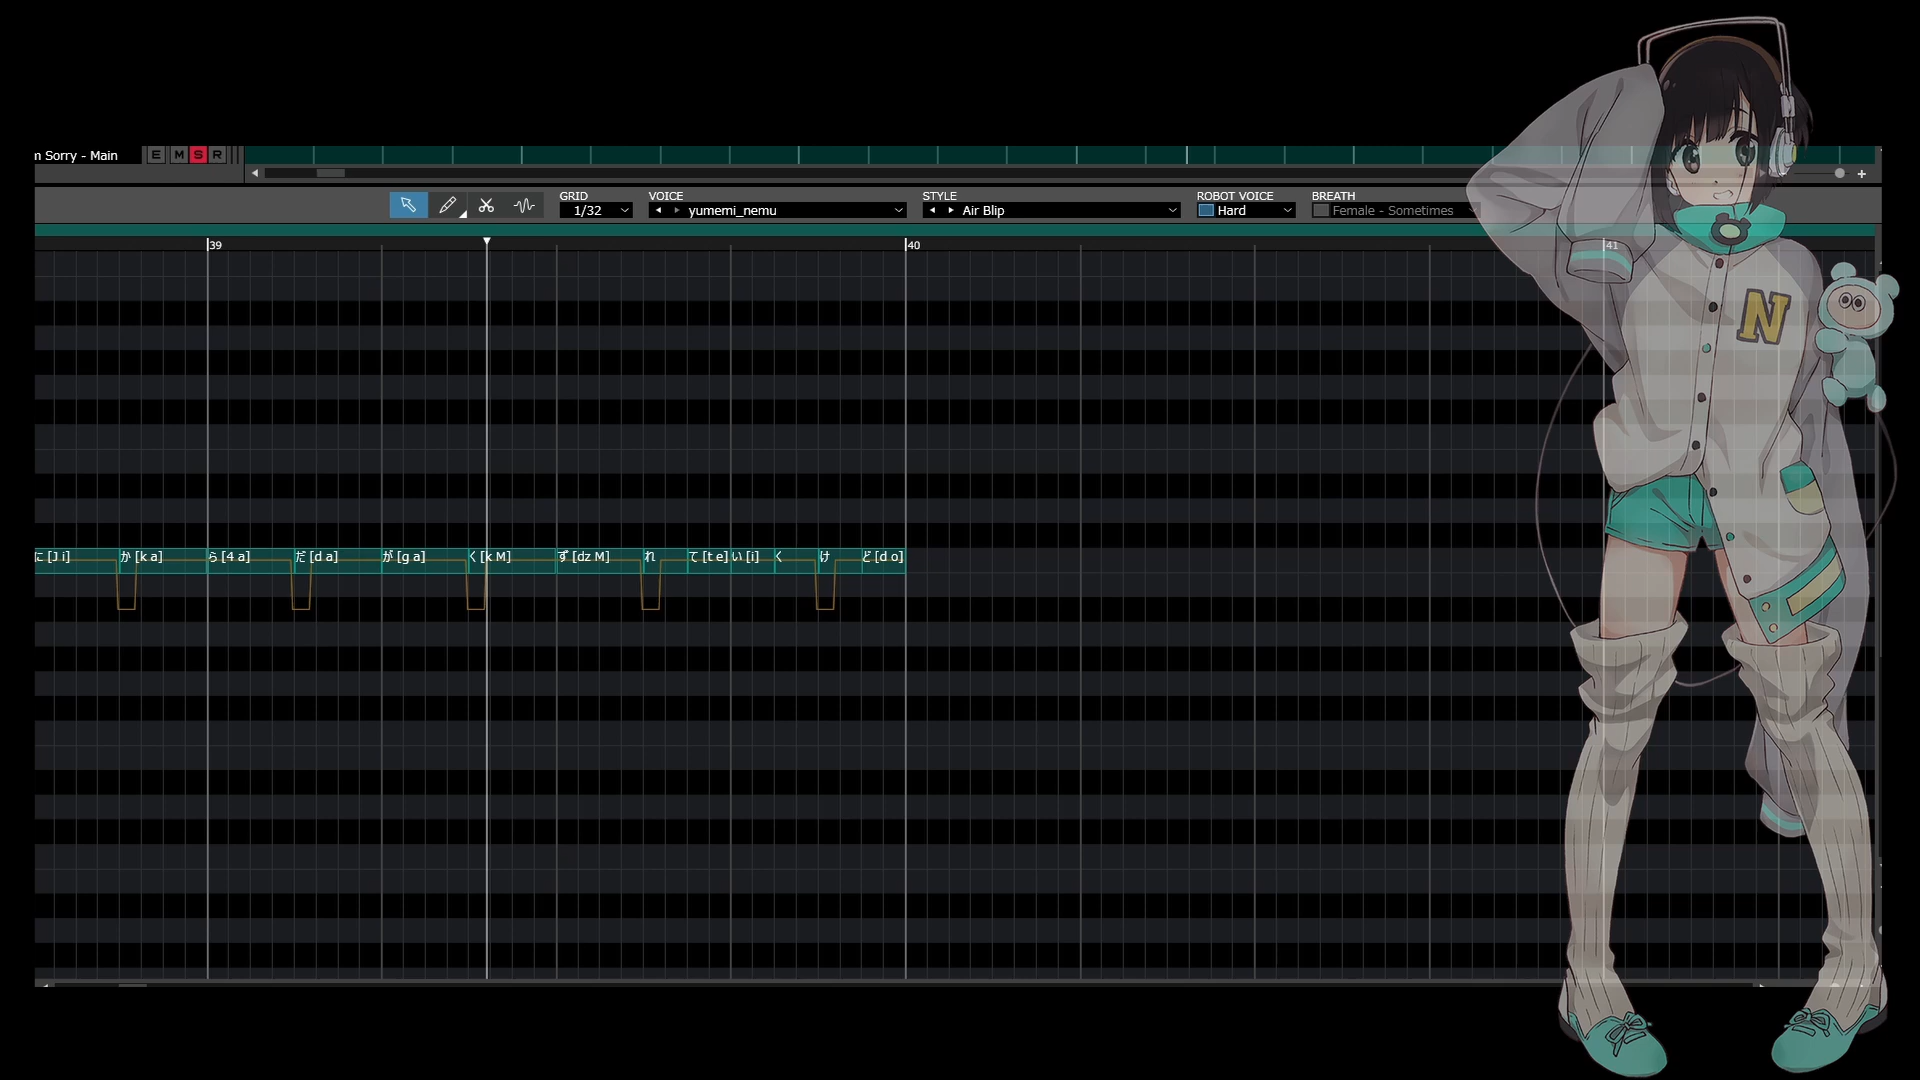 m Sorry - Main E M S R
GRID VOICE STYLE ROBOT VOICE BREATH
1/32 yumemi_nemu Air Blip Hard Female - Sometimes
39 40 41
N
に [J i] か [k a] ら [4 a] だ [d a] が [g a] く [k M] ず [dz M] れ て [t e] い [i] く け ど [d o]